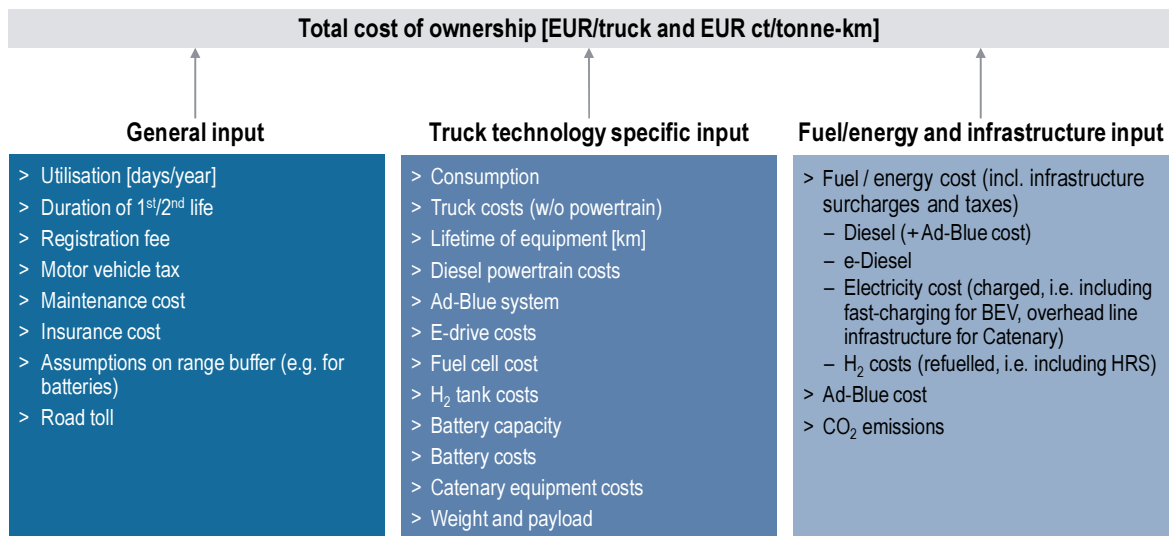 Total cost of ownership [EUR/truck and EUR ct/tonne-km]
General input
> Utilisation [days/year]
> Duration of 1st/2nd life
> Registration fee
> Motor vehicle tax
> Maintenance cost
> Insurance cost
> Assumptions on range buffer (e.g. for
batteries)
> Road toll
Truck technology specific input
> Consumption
> Truck costs (w/o powertrain)
> Lifetime of equipment [km]
> Diesel powertrain costs
> Ad-Blue system
> E-drive costs
> Fuel cell cost
> H2 tank costs
> Battery capacity
> Battery costs
> Catenary equipment costs
> Weight and payload
Fuel/energy and infrastructure input
> Fuel / energy cost (incl. infrastructure
surcharges and taxes)
– Diesel (+Ad-Blue cost)
– e-Diesel
– Electricity cost (charged, i.e. including
fast-charging for BEV, overhead line
infrastructure for Catenary)
– H2 costs (refuelled, i.e. including HRS)
> Ad-Blue cost
> CO2 emissions